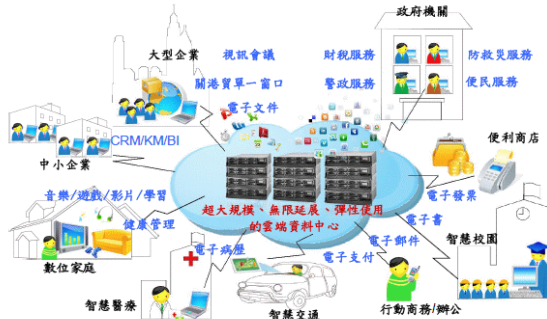 政府機關
大型企業
視訊會議
財稅服務
防救災服務
關港貿單一窗口
警政服務
便民服務
電子文件
CRM/KM/BI
便利商店
中小企業
音樂/遊戲/影片/學習
超大規模、無限延展、彈性使用
的雲端資料中心
電子發票
健康管理
電子書
電子病歷
電子郵件
智慧校園
數位家庭
電子支付
智慧醫療
智慧交通
行動商務/辦公